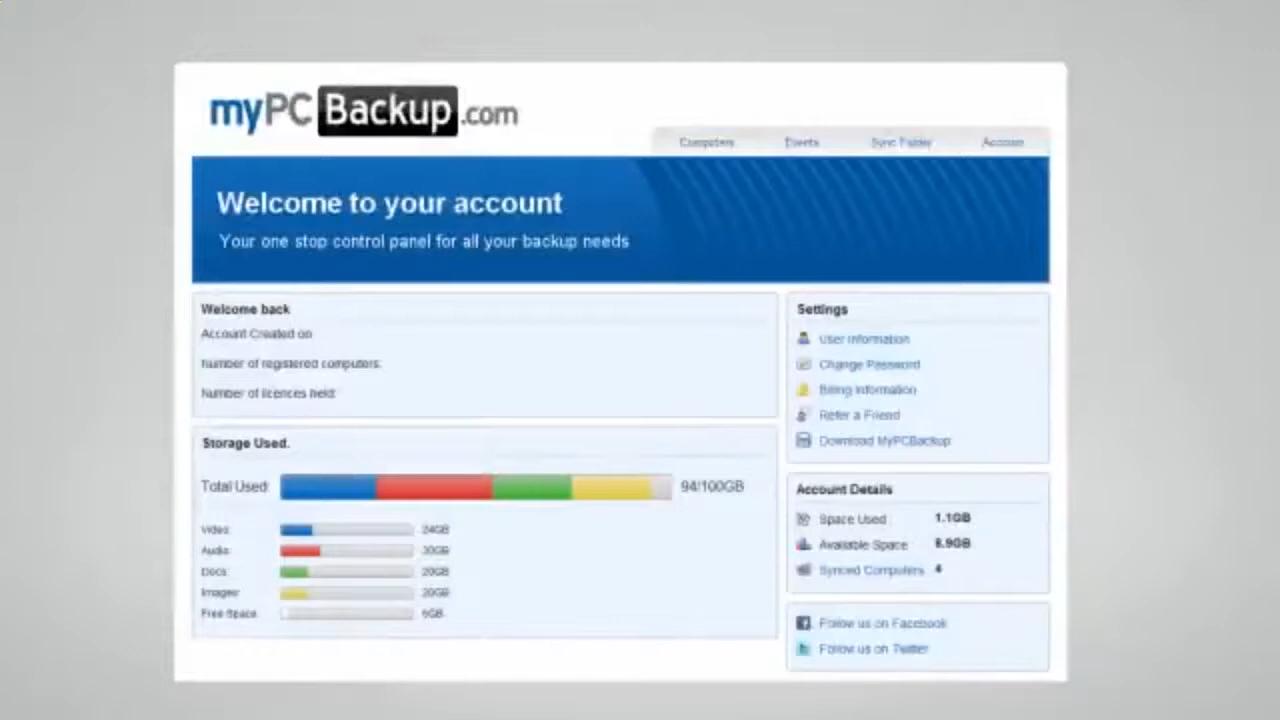 myPCBackup.com
Computers Events Sync Folder Account
Welcome to your account
Your one stop control panel for all your backup needs
Welcome back
Account Created on
Number of registered computers:
Number of licences held:
Storage Used.
Total Used: 94/100GB
Video: 24GB
Audio: 30GB
Docs: 20GB
Images: 20GB
Free Space: 6GB
Settings
User Information
Change Password
Billing Information
Refer a Friend
Download MyPCBackup
Account Details
Space Used 1.1GB
Available Space 8.9GB
Synced Computers 4
Follow us on Facebook
Follow us on Twitter